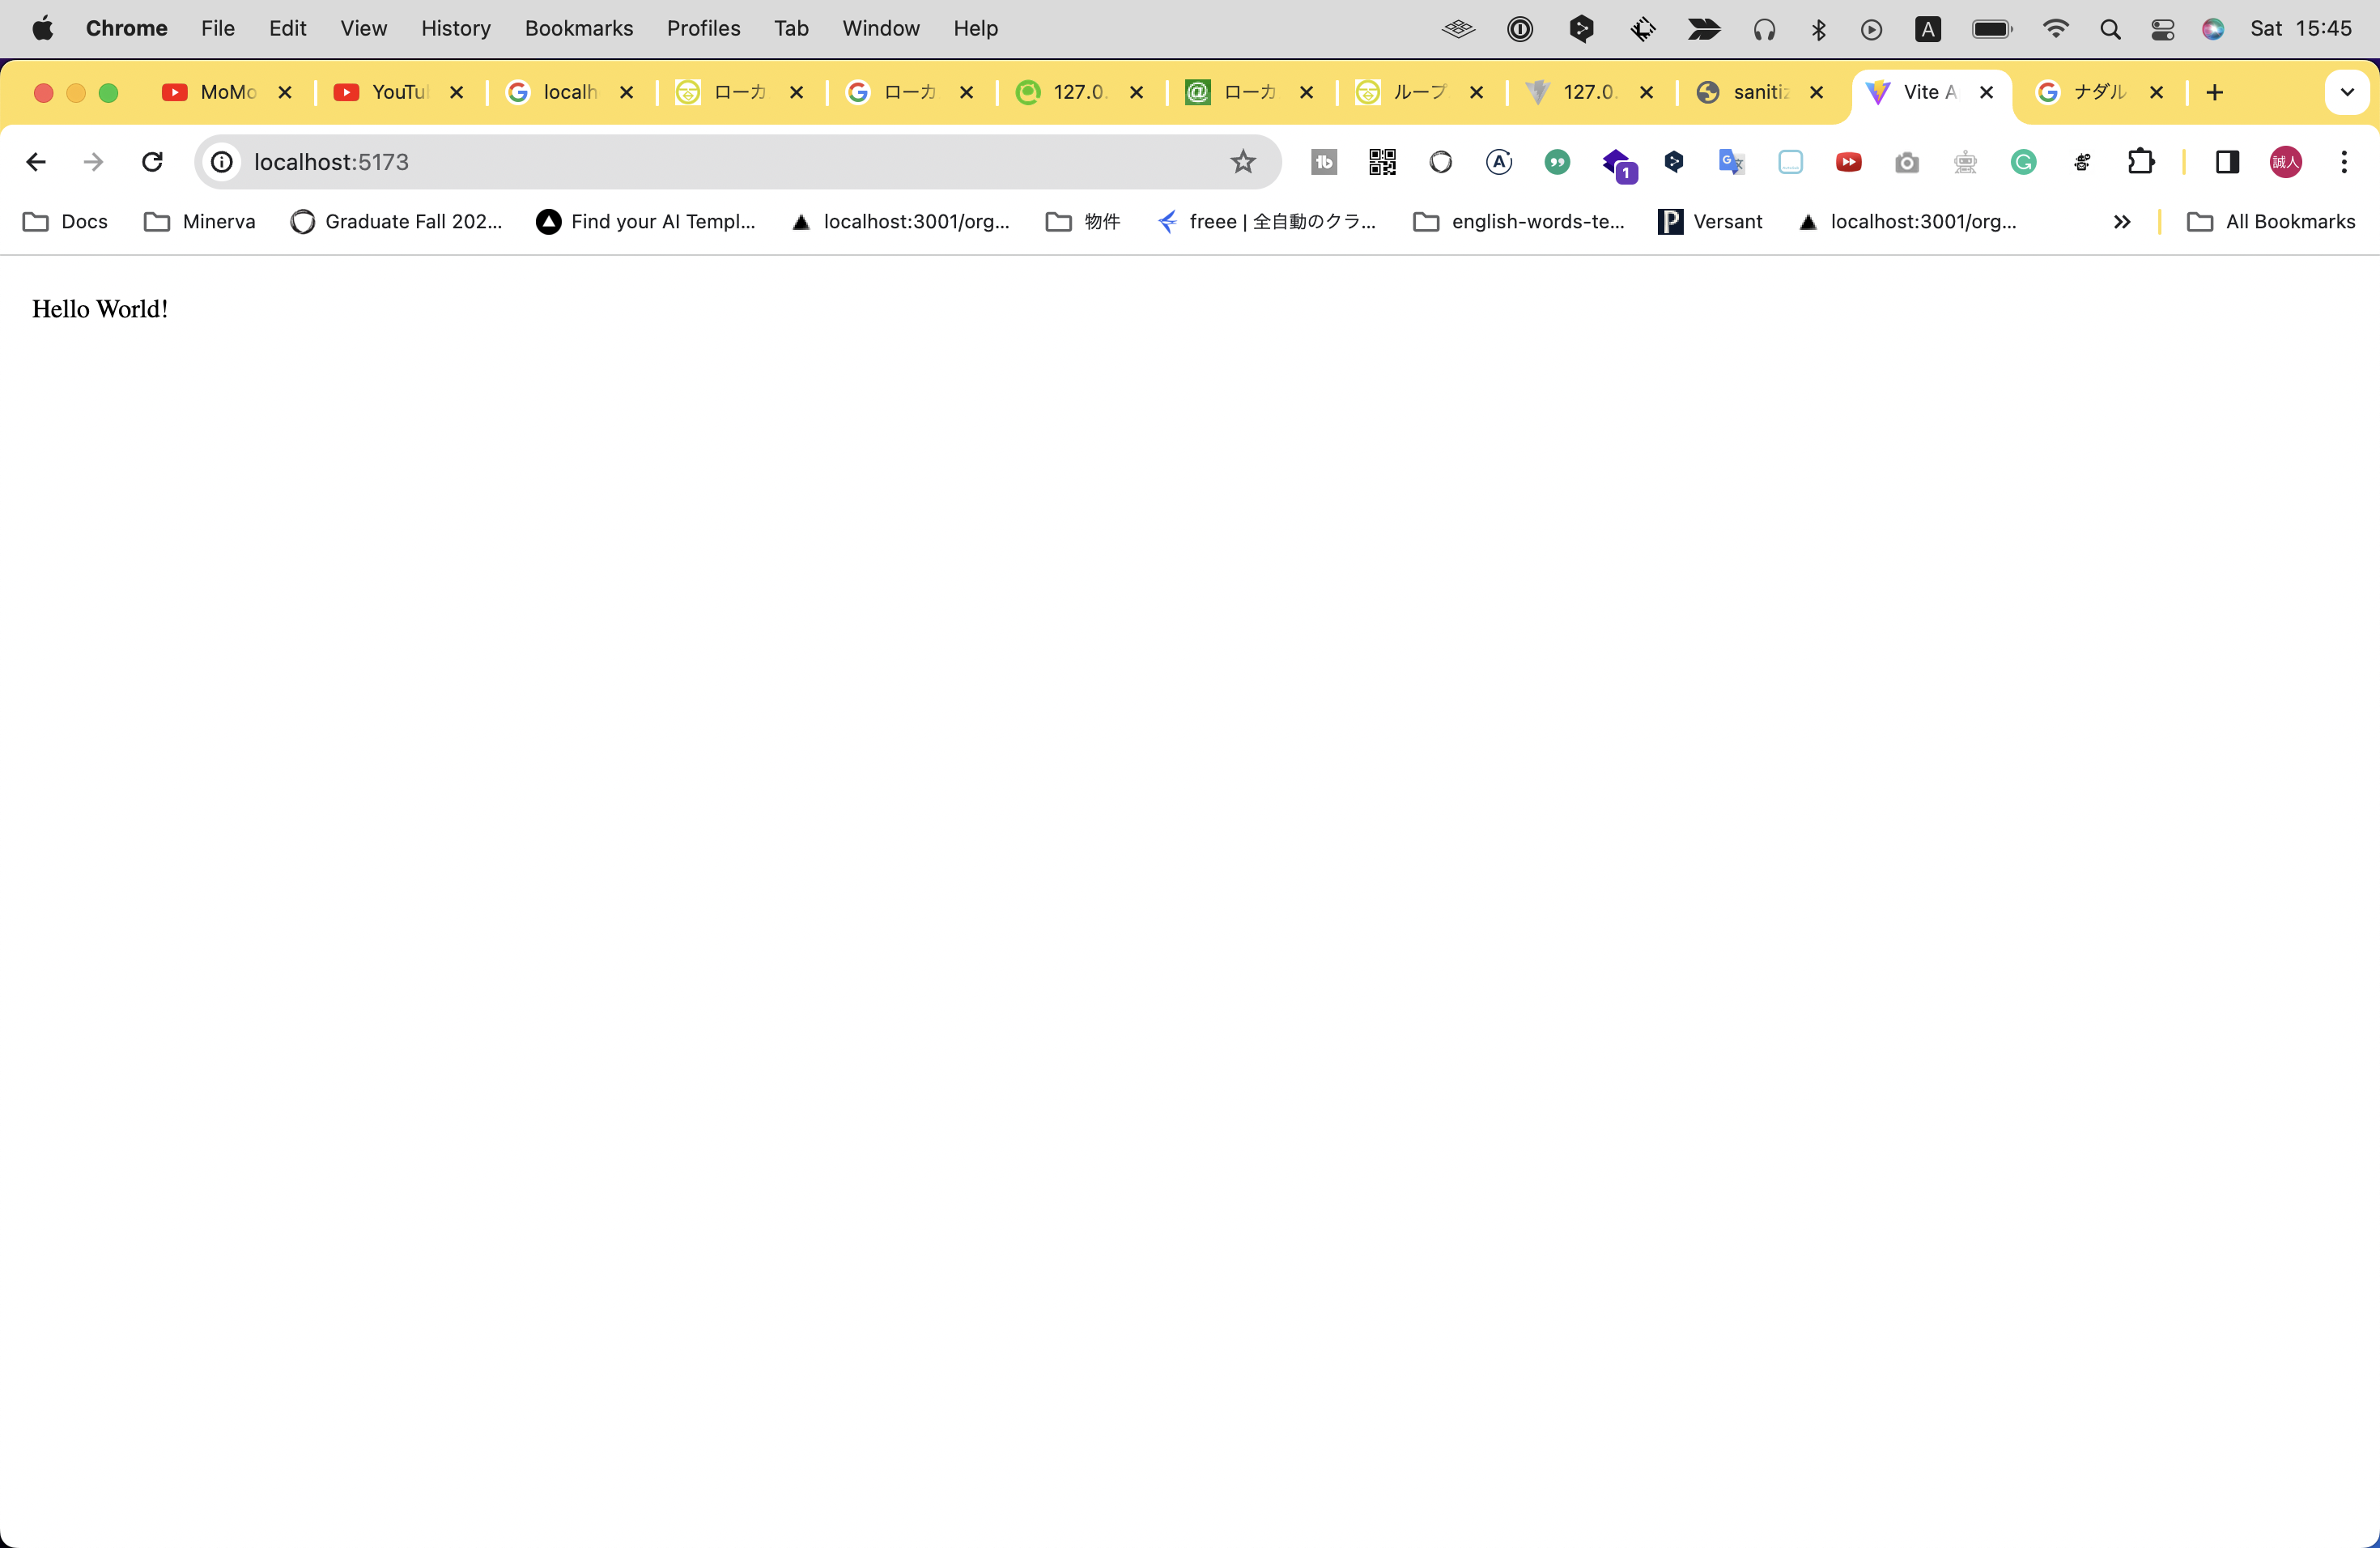 Chrome File Edit View History Bookmarks Profiles Tab Window Help A Sat 15:45
MoMo YouTu localh ローカ ローカ 127.0. ローカ ループ 127.0. sanitiz Vite A ナダル
localhost:5173 1 誠人
Docs Minerva Graduate Fall 202... Find your AI Templ... localhost:3001/org... 物件 freee | 全自動のクラ... english-words-te... Versant localhost:3001/org... All Bookmarks
Hello World!